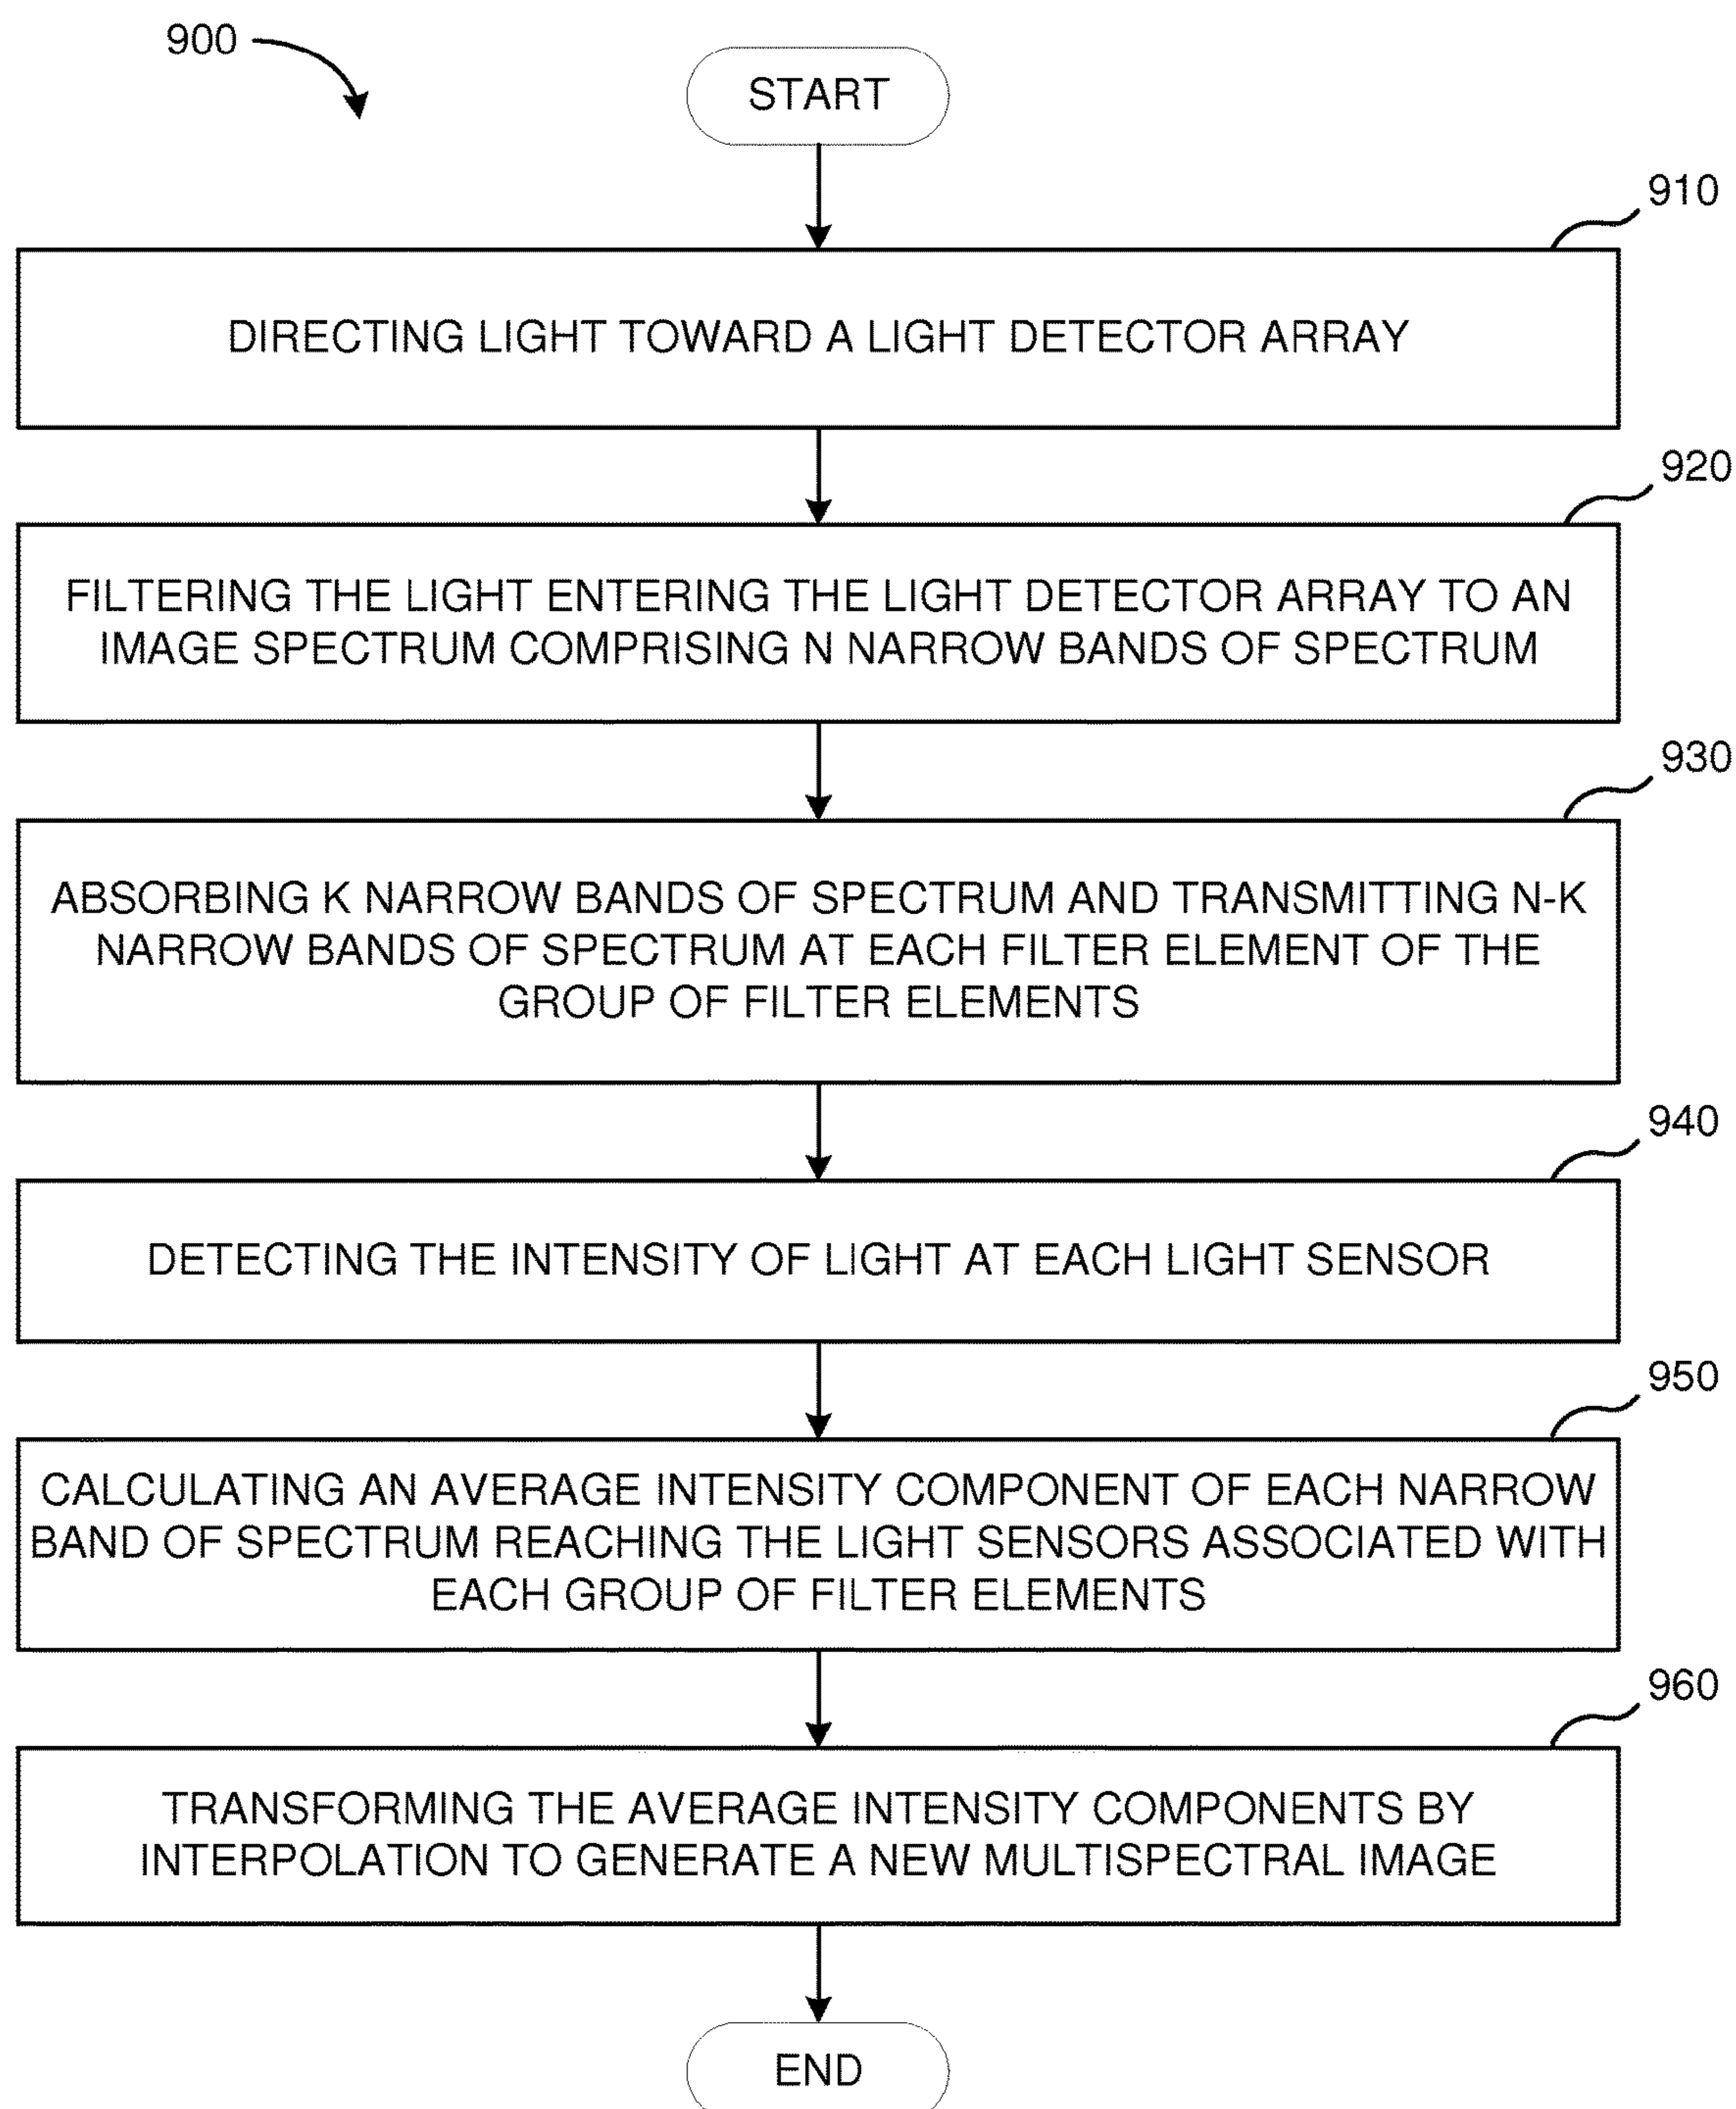 900
START
910
DIRECTING LIGHT TOWARD A LIGHT DETECTOR ARRAY
920
FILTERING THE LIGHT ENTERING THE LIGHT DETECTOR ARRAY TO AN
IMAGE SPECTRUM COMPRISING N NARROW BANDS OF SPECTRUM
930
ABSORBING K NARROW BANDS OF SPECTRUM AND TRANSMITTING N-K
NARROW BANDS OF SPECTRUM AT EACH FILTER ELEMENT OF THE
GROUP OF FILTER ELEMENTS
940
DETECTING THE INTENSITY OF LIGHT AT EACH LIGHT SENSOR
950
CALCULATING AN AVERAGE INTENSITY COMPONENT OF EACH NARROW
BAND OF SPECTRUM REACHING THE LIGHT SENSORS ASSOCIATED WITH
EACH GROUP OF FILTER ELEMENTS
960
TRANSFORMING THE AVERAGE INTENSITY COMPONENTS BY
INTERPOLATION TO GENERATE A NEW MULTISPECTRAL IMAGE
END